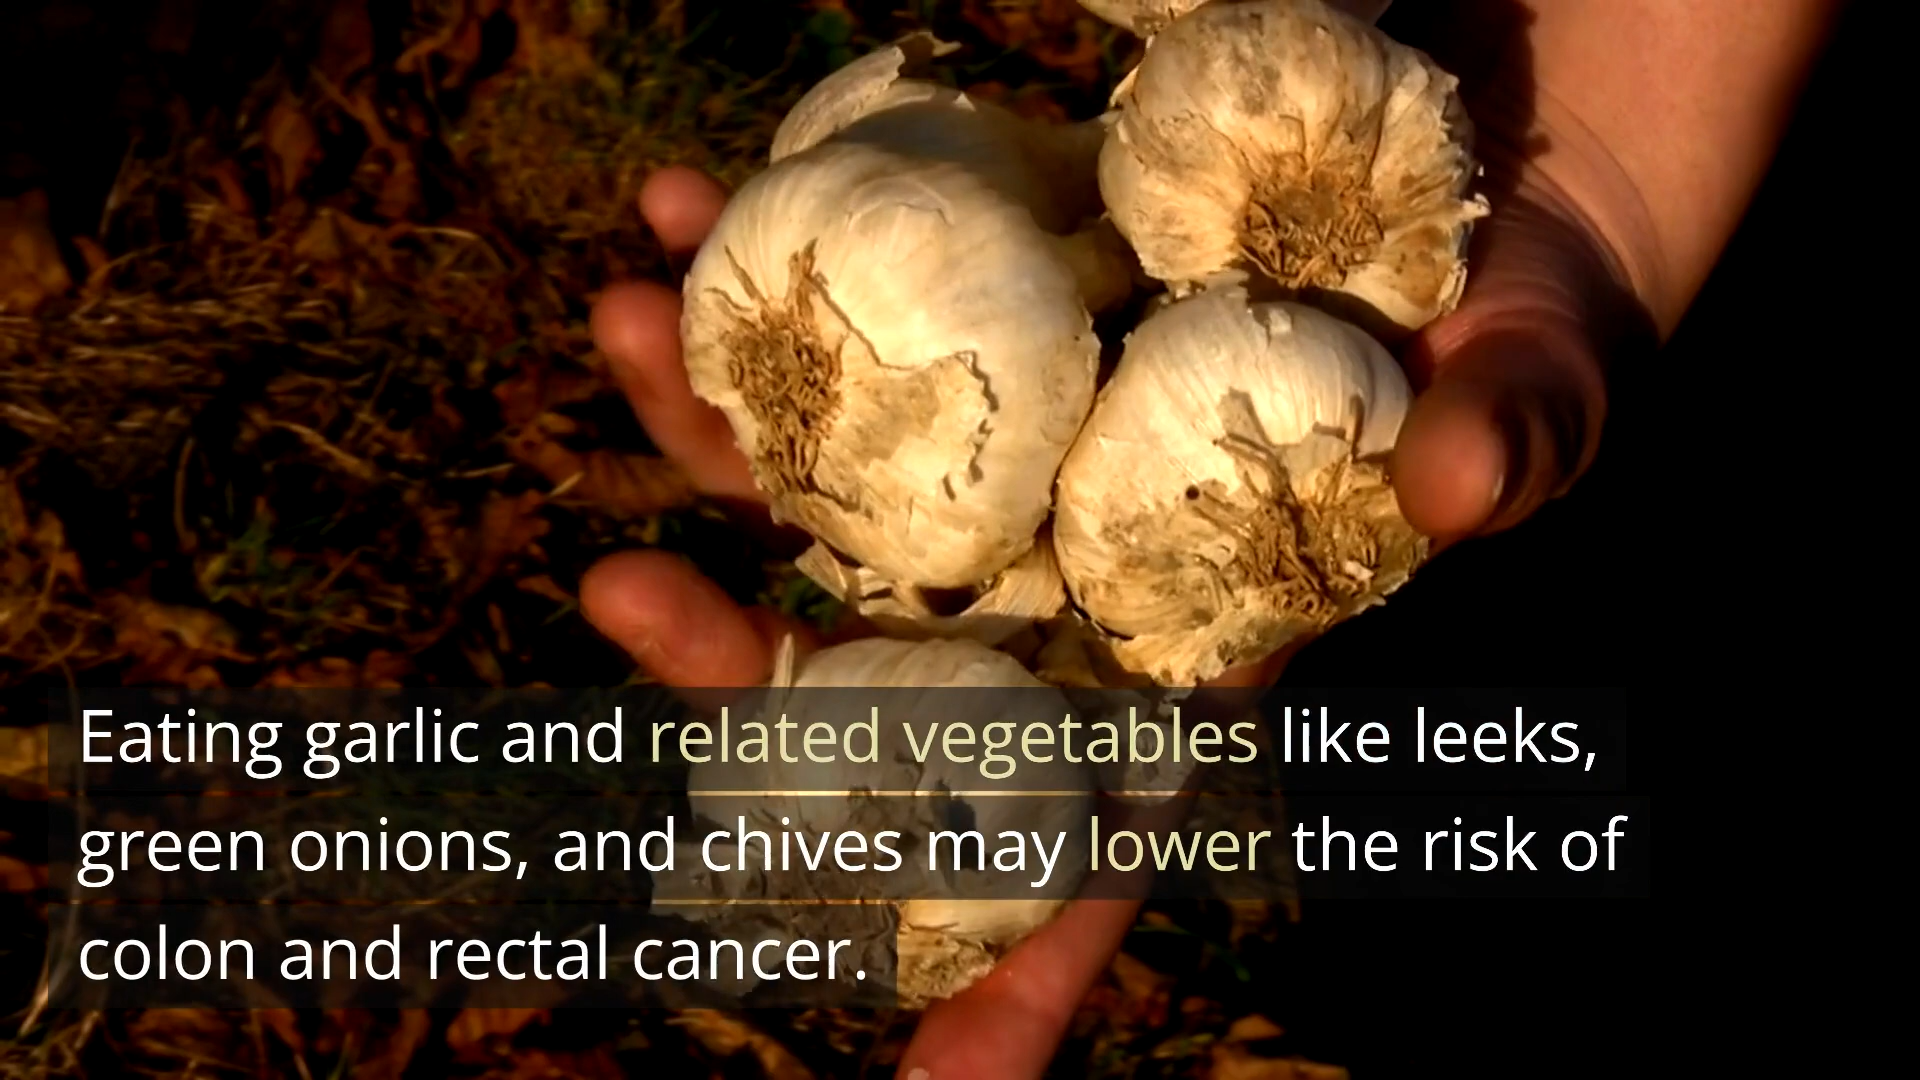 Eating garlic and related vegetables like leeks,
green onions, and chives may lower the risk of
colon and rectal cancer.